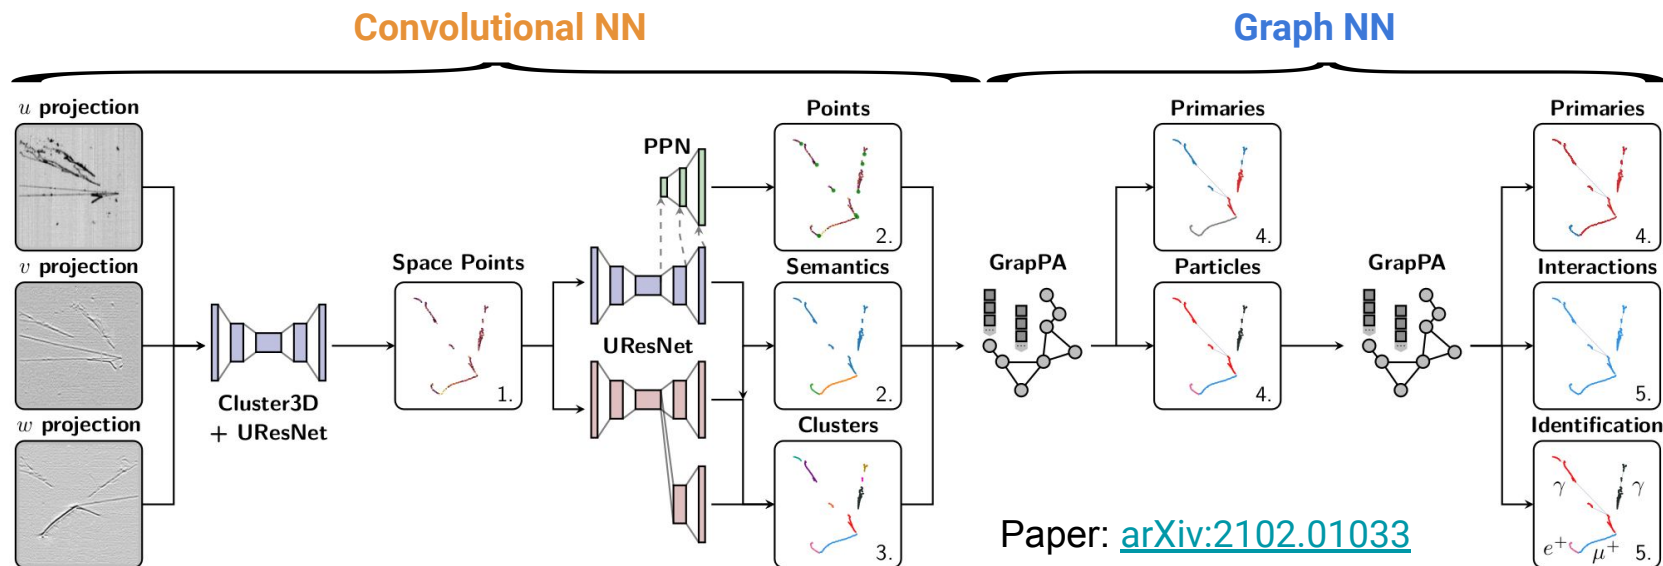 Convolutional NN
Graph NN
u projection
v projection
w projection
Cluster3D
+ UResNet
Space Points
1.
PPN
UResNet
Points
2.
Semantics
2.
Clusters
3.
GrapPA
Primaries
4.
Particles
4.
GrapPA
Primaries
4.
Interactions
5.
Identification
γ
γ
e+
μ+
5.
Paper: arXiv:2102.01033